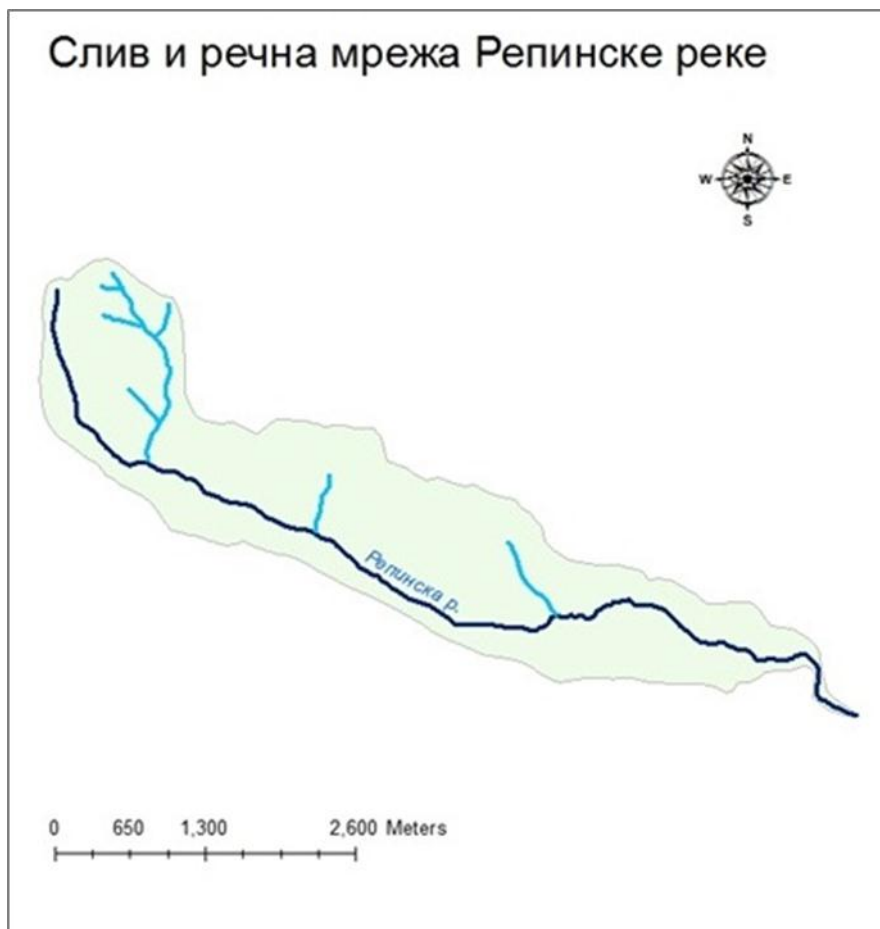 Слив и речна мрежа Репинске реке
N
W E
S
Репинска р.
0 650 1,300 2,600 Meters